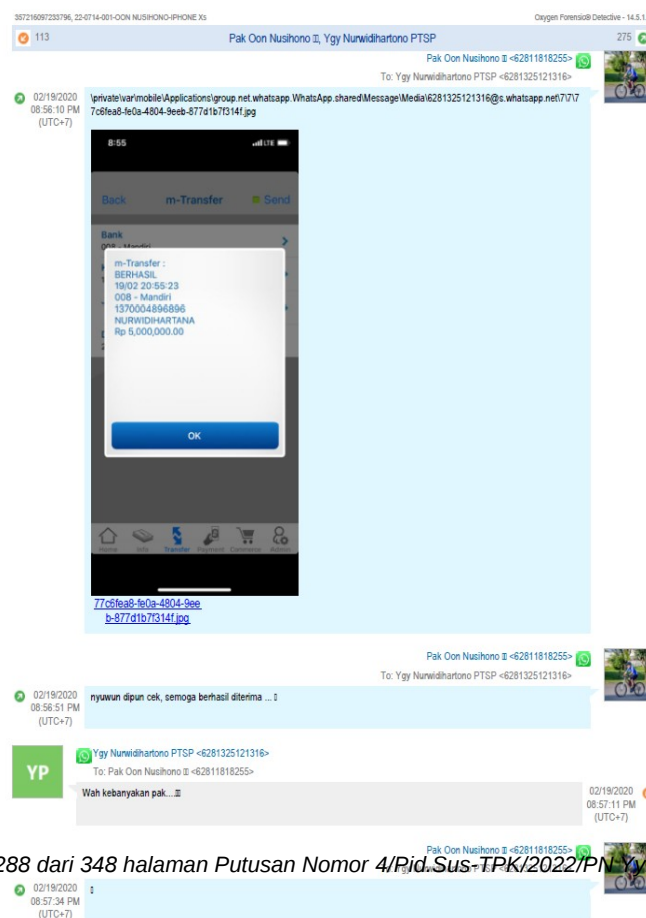 357216097233796, 22-0714-001-OON NUSIHONO-IPHONE Xs
Oxygen Forensic® Detective - 14.5.1
113
Pak Oon Nusihono, Ygy Nurwidihartono PTSP
275
Pak Oon Nusihono <62811818255>
To: Ygy Nurwidihartono PTSP <6281325121316>
02/19/2020
08:56:10 PM
(UTC+7)
\private\var\mobile\Applications\group.net.whatsapp.WhatsApp.shared\Message\Media\6281325121316@s.whatsapp.net\7\7\7
7c6fea8-fe0a-4804-9eeb-877d1b7f314f.jpg
8:55
LTE
Back
m-Transfer
Send
Bank
008 - Mandiri
m-Transfer :
BERHASIL
19/02 20:55:23
008 - Mandiri
1370004896896
NURWIDIHARTANA
Rp 5,000,000.00
OK
Home
Info
Transfer
Payment
Commerce
Admin
77c6fea8-fe0a-4804-9ee
b-877d1b7f314f.jpg
Pak Oon Nusihono <62811818255>
To: Ygy Nurwidihartono PTSP <6281325121316>
02/19/2020
08:56:51 PM
(UTC+7)
nyuwun dipun cek, semoga berhasil diterima ...
YP
Ygy Nurwidihartono PTSP <6281325121316>
To: Pak Oon Nusihono <62811818255>
Wah kebanyakan pak....
02/19/2020
08:57:11 PM
(UTC+7)
Pak Oon Nusihono <62811818255>
288 dari 348 halaman Putusan Nomor 4/Pid.Sus-TPK/2022/PN Yy
02/19/2020
08:57:34 PM
(UTC+7)